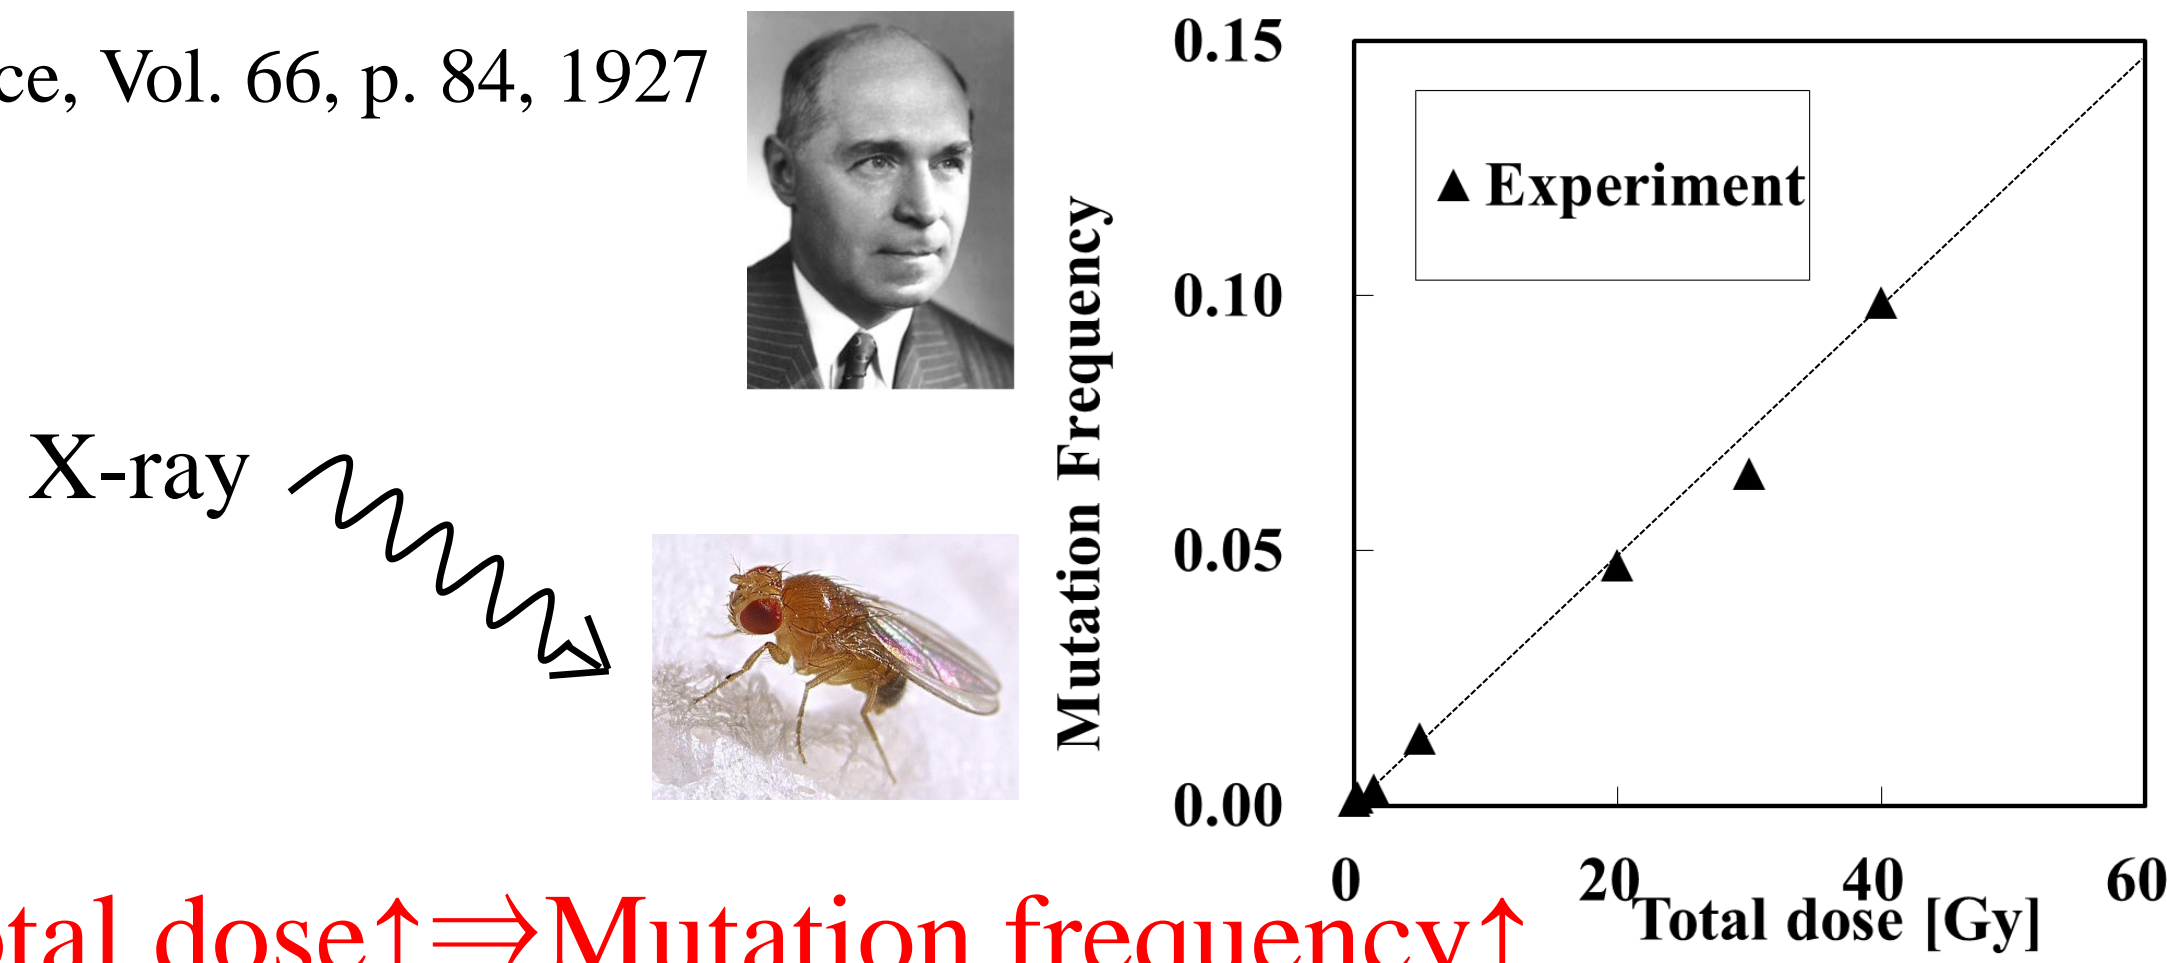 ce, Vol. 66, p. 84, 1927
X-ray
0.15
0.10
0.05
0.00
Mutation Frequency
▲ Experiment
0
20
40
60
Total dose [Gy]
otal dose↑⇒Mutation frequency↑